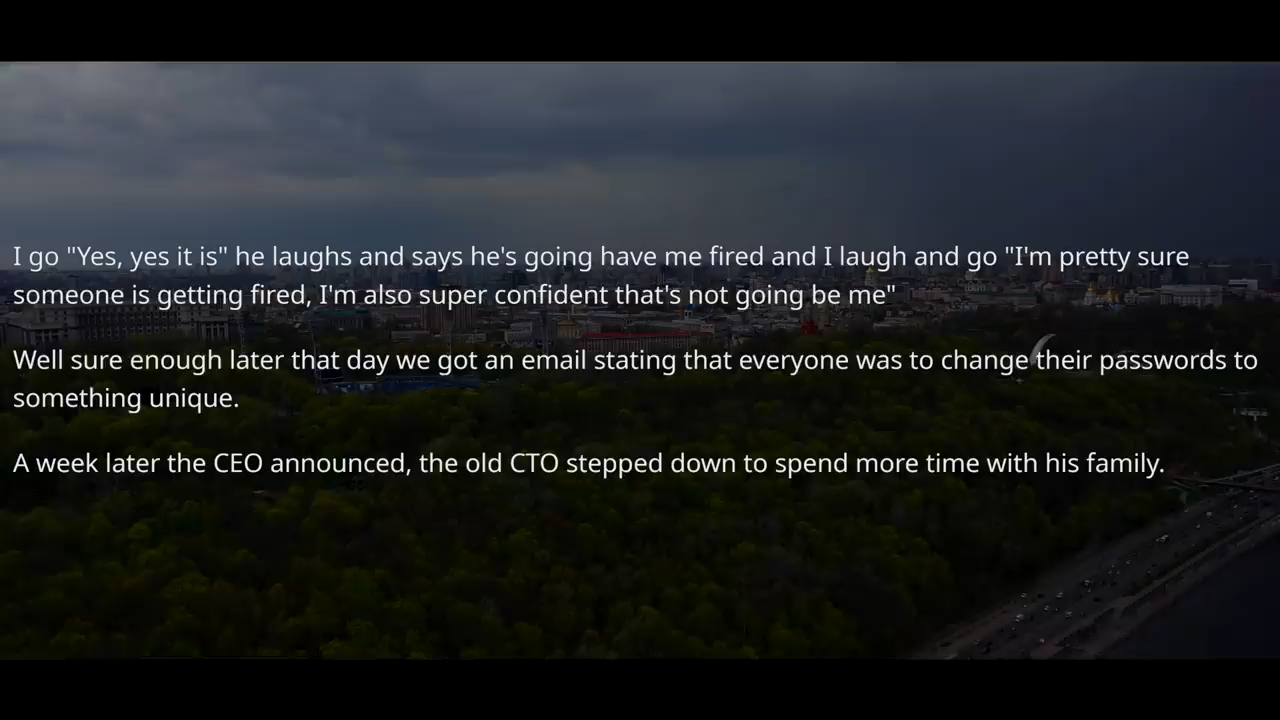 I go "Yes, yes it is" he laughs and says he's going have me fired and I laugh and go "I'm pretty sure
someone is getting fired, I'm also super confident that's not going be me"
Well sure enough later that day we got an email stating that everyone was to change their passwords to
something unique.
A week later the CEO announced, the old CTO stepped down to spend more time with his family.